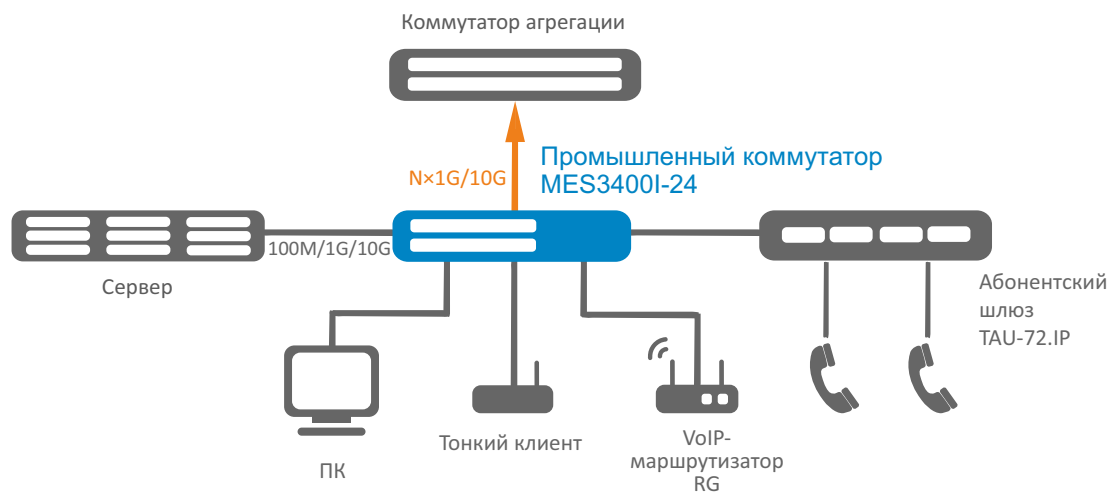 Коммутатор агрегации
Промышленный коммутатор
MES3400I-24
N×1G/10G
100M/1G/10G
Сервер
Абонентский
шлюз
TAU-72.IP
ПК
Тонкий клиент
VoIP-
маршрутизатор
RG